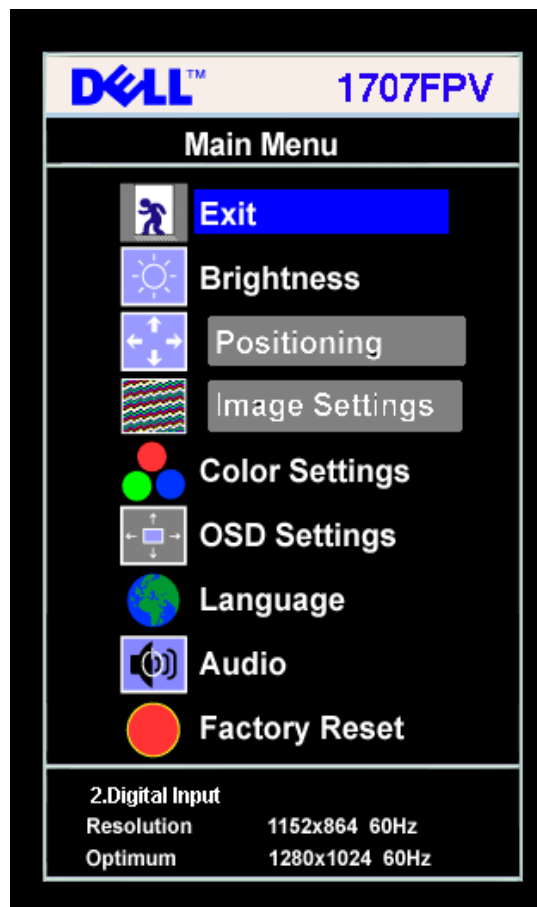 DELL™ 1707FPV
Main Menu
Exit
Brightness
Positioning
Image Settings
Color Settings
OSD Settings
Language
Audio
Factory Reset
2.Digital Input
Resolution 1152x864 60Hz
Optimum 1280x1024 60Hz